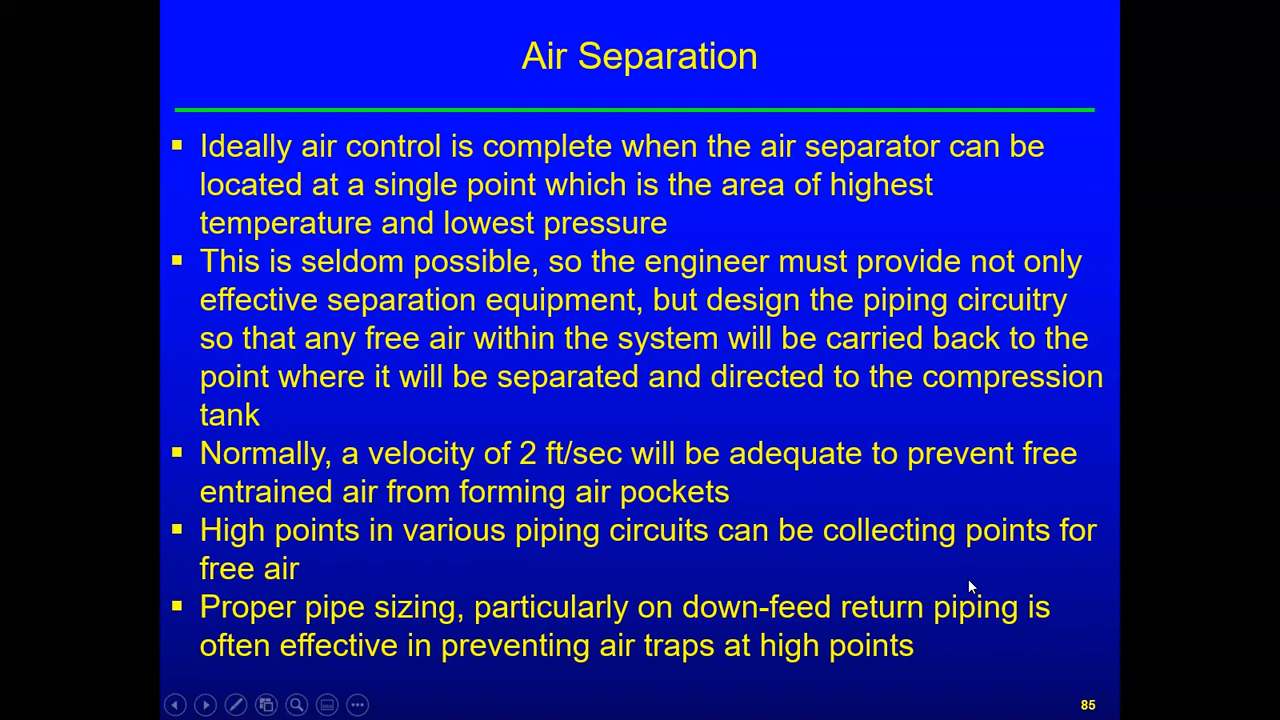 Air Separation
▪ Ideally air control is complete when the air separator can be
located at a single point which is the area of highest
temperature and lowest pressure
▪ This is seldom possible, so the engineer must provide not only
effective separation equipment, but design the piping circuitry
so that any free air within the system will be carried back to the
point where it will be separated and directed to the compression
tank
▪ Normally, a velocity of 2 ft/sec will be adequate to prevent free
entrained air from forming air pockets
▪ High points in various piping circuits can be collecting points for
free air
▪ Proper pipe sizing, particularly on down-feed return piping is
often effective in preventing air traps at high points
85